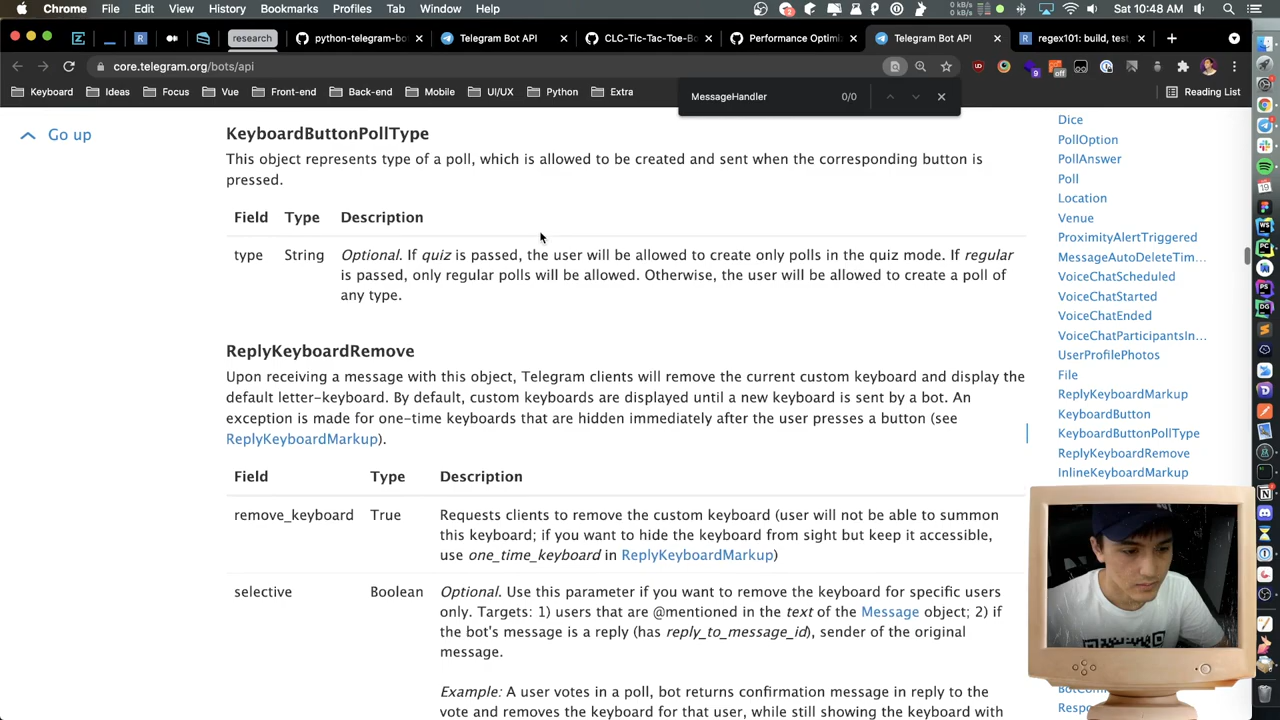 Chrome File Edit View History Bookmarks Profiles Tab Window Help
0 kB/s
0 kB/s
Sat 10:48 AM
research
python-telegram-bo
Telegram Bot API
CLC-Tic-Tac-Toe-Bo
Performance Optimiz
Telegram Bot API
regex101: build, test
core.telegram.org/bots/api
Keyboard Ideas Focus Vue Front-end Back-end Mobile UI/UX Python Extra
Reading List
MessageHandler 0/0
Go up
KeyboardButtonPollType
This object represents type of a poll, which is allowed to be created and sent when the corresponding button is
pressed.
Field Type Description
type String Optional. If quiz is passed, the user will be allowed to create only polls in the quiz mode. If regular
is passed, only regular polls will be allowed. Otherwise, the user will be allowed to create a poll of
any type.
ReplyKeyboardRemove
Upon receiving a message with this object, Telegram clients will remove the current custom keyboard and display the
default letter-keyboard. By default, custom keyboards are displayed until a new keyboard is sent by a bot. An
exception is made for one-time keyboards that are hidden immediately after the user presses a button (see
ReplyKeyboardMarkup).
Field Type Description
remove_keyboard True Requests clients to remove the custom keyboard (user will not be able to summon
this keyboard; if you want to hide the keyboard from sight but keep it accessible,
use one_time_keyboard in ReplyKeyboardMarkup)
selective Boolean Optional. Use this parameter if you want to remove the keyboard for specific users
only. Targets: 1) users that are @mentioned in the text of the Message object; 2) if
the bot's message is a reply (has reply_to_message_id), sender of the original
message.
Example: A user votes in a poll, bot returns confirmation message in reply to the
vote and removes the keyboard for that user, while still showing the keyboard with
Dice
PollOption
PollAnswer
Poll
Location
Venue
ProximityAlertTriggered
MessageAutoDeleteTim...
VoiceChatScheduled
VoiceChatStarted
VoiceChatEnded
VoiceChatParticipantsIn...
UserProfilePhotos
File
ReplyKeyboardMarkup
KeyboardButton
KeyboardButtonPollType
ReplyKeyboardRemove
InlineKeyboardMarkup
BotCom
Respo